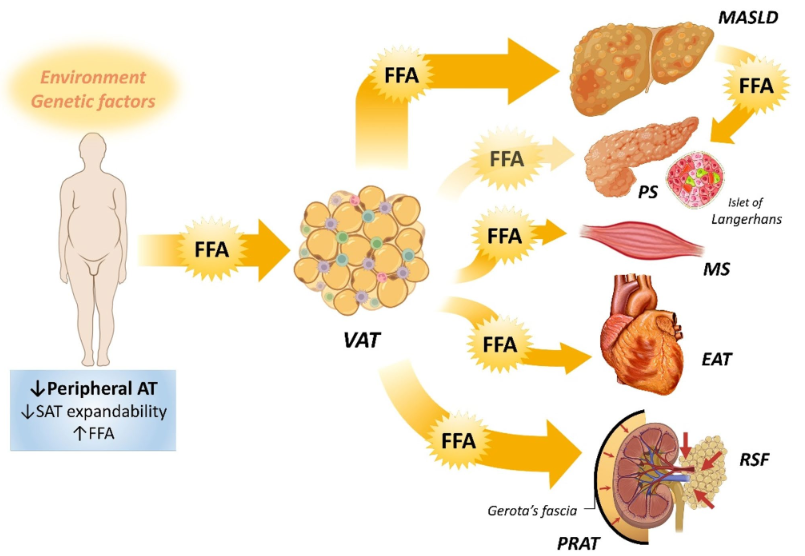 Environment
Genetic factors
↓Peripheral AT
↓SAT expandability
↑FFA
FFA
VAT
FFA
MASLD
FFA
FFA
PS
Islet of
Langerhans
FFA
MS
FFA
EAT
FFA
RSF
Gerota's fascia
PRAT